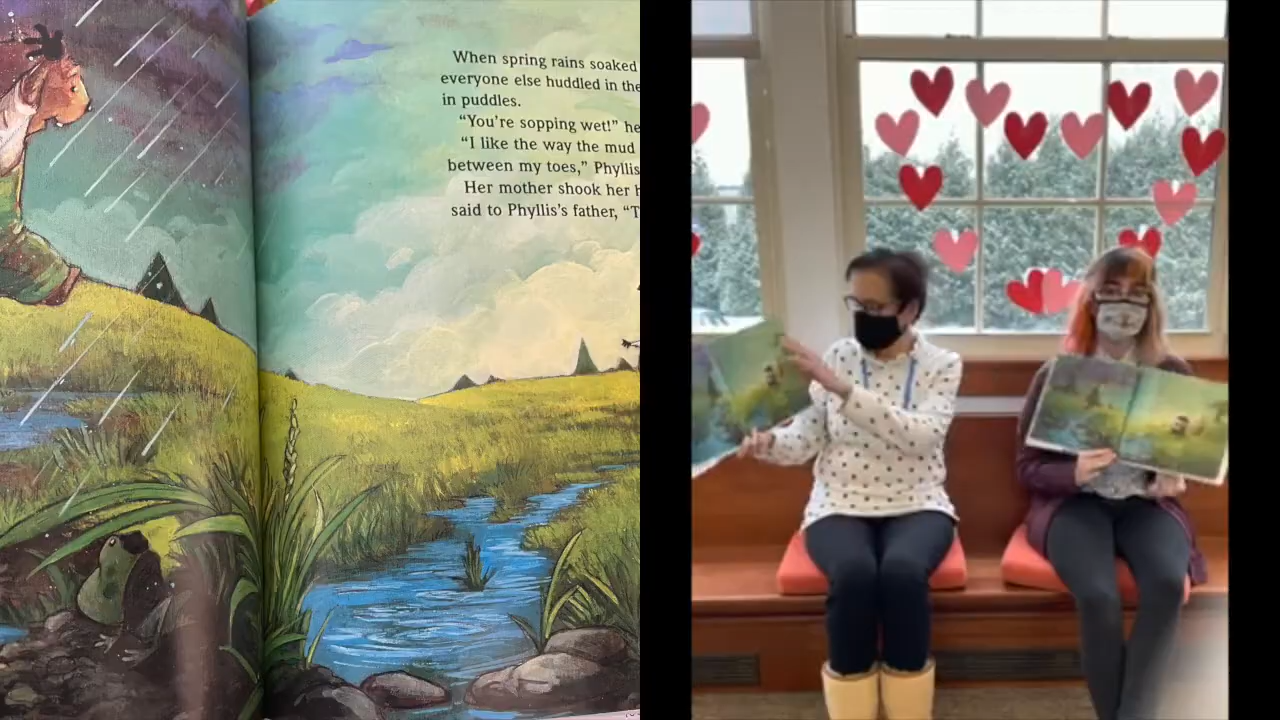 When spring rains soaked
everyone else huddled in the
in puddles.
"You're sopping wet!" he
"I like the way the mud
between my toes," Phyllis
Her mother shook her h
said to Phyllis's father, "T